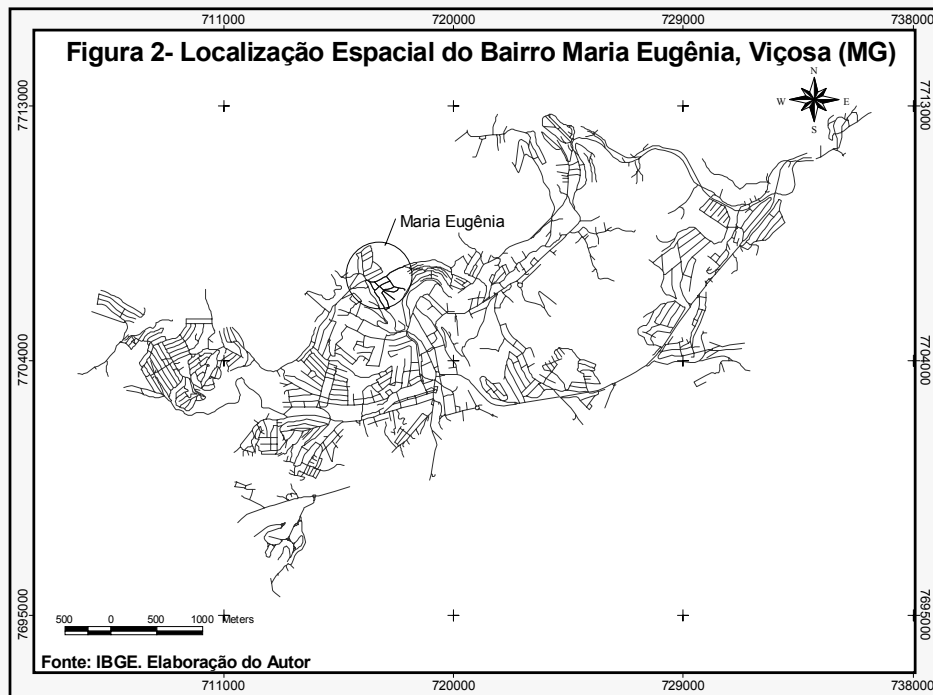 711000 720000 729000 738000
Figura 2- Localização Espacial do Bairro Maria Eugênia, Viçosa (MG)
N
W E
S
7713000 7713000
Maria Eugênia
7704000 7704000
7695000 7695000
500 0 500 1000 Meters
Fonte: IBGE. Elaboração do Autor
711000 720000 729000 738000